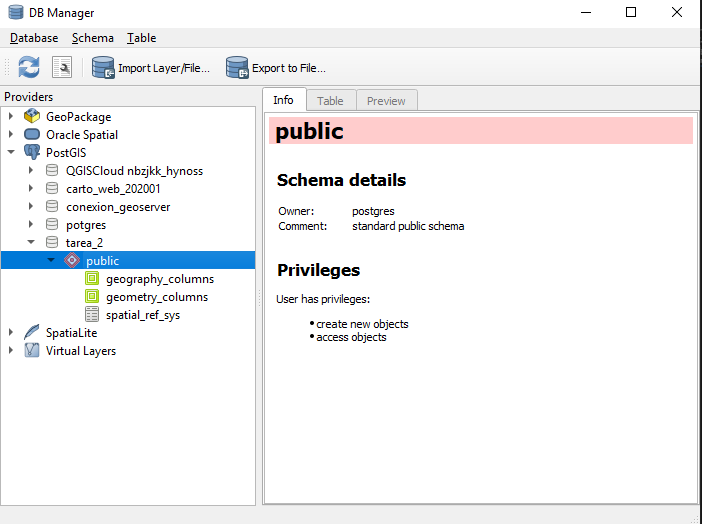 DB Manager
Database Schema Table
Import Layer/File... Export to File...
Providers
GeoPackage
Oracle Spatial
PostGIS
QGISCloud nbzjkk_hynoss
carto_web_202001
conexion_geoserver
potgres
tarea_2
public
geography_columns
geometry_columns
spatial_ref_sys
SpatiaLite
Virtual Layers
Info Table Preview
public
Schema details
Owner: postgres
Comment: standard public schema
Privileges
User has privileges:
• create new objects
• access objects